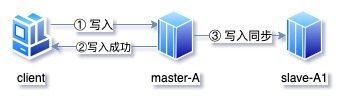 ① 写入
②写入成功
③ 写入同步
client
master-A
slave-A1